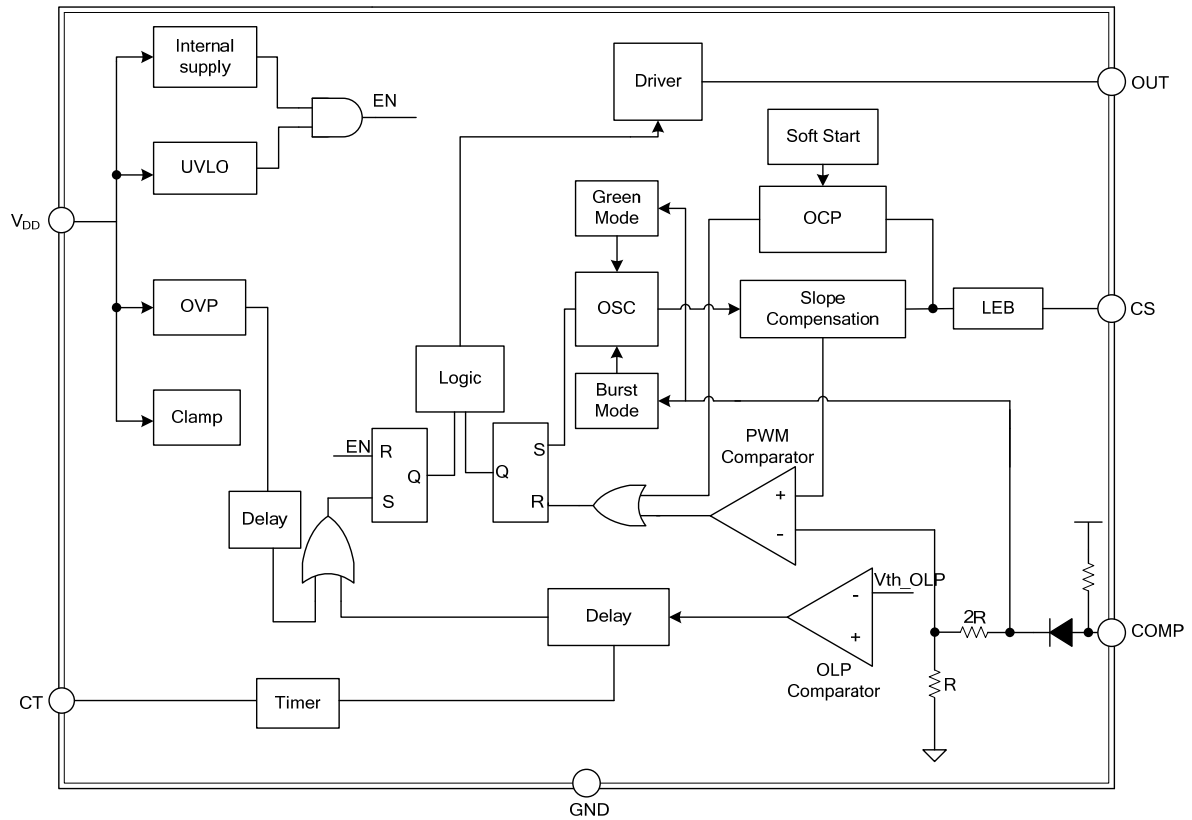 Internal
supply
EN
Driver
OUT
Soft Start
UVLO
Green
Mode
OCP
VDD
OVP
OSC
Slope
Compensation
LEB
CS
Logic
Burst
Mode
Clamp
PWM
Comparator
EN
R
Q
S
Q
S
R
+
-
Delay
Vth_OLP
-
+
Delay
2R
COMP
OLP
Comparator
R
CT
Timer
GND